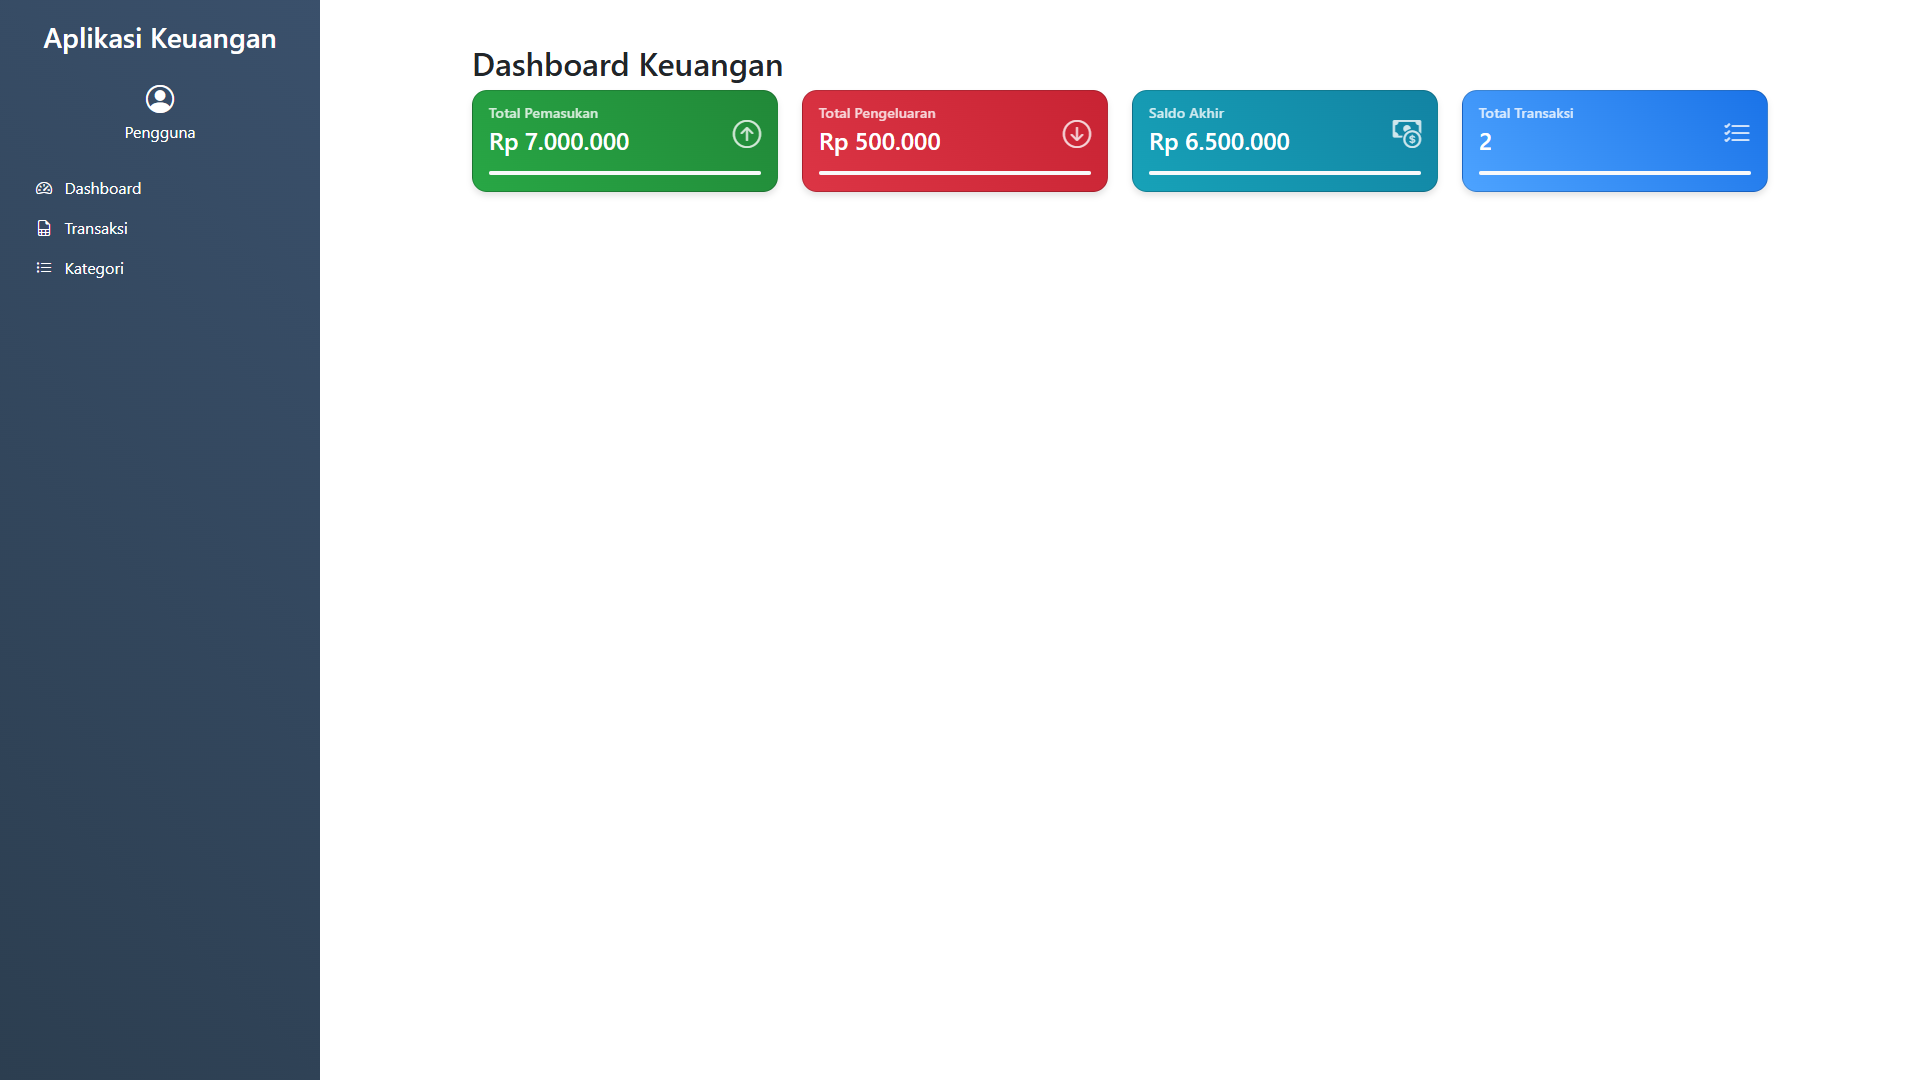 Aplikasi Keuangan
Pengguna
Dashboard
Transaksi
Kategori
Dashboard Keuangan
Total Pemasukan
Rp 7.000.000
Total Pengeluaran
Rp 500.000
Saldo Akhir
Rp 6.500.000
Total Transaksi
2